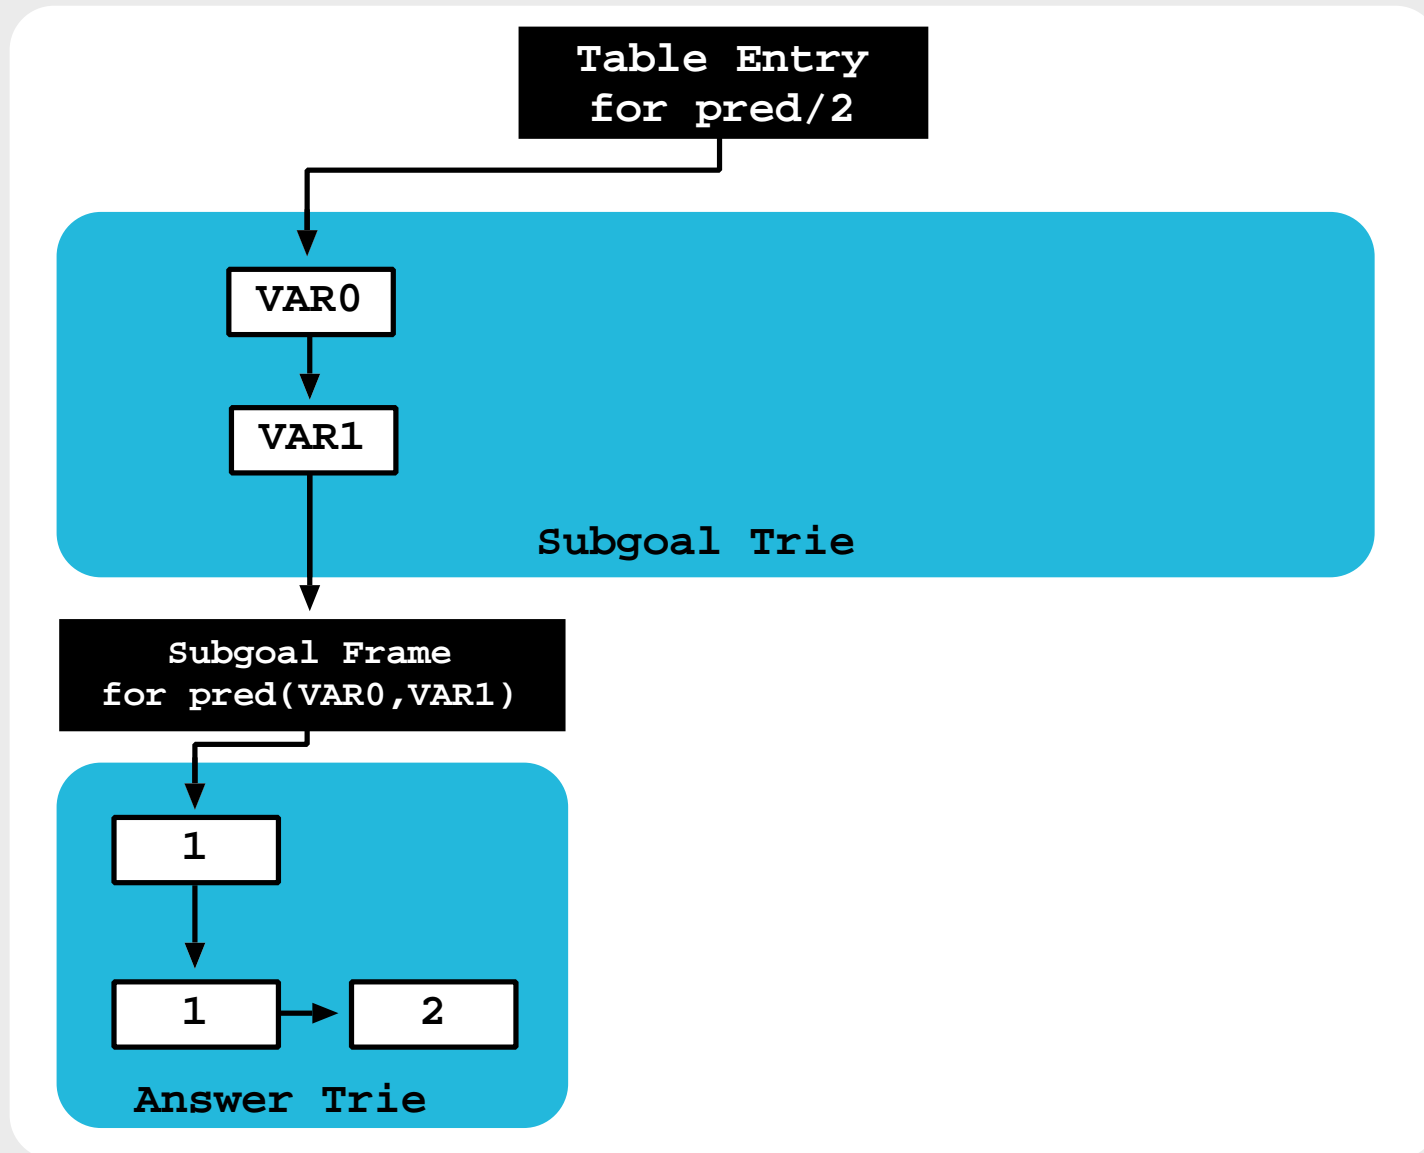 Table Entry
for pred/2
VAR0
VAR1
Subgoal Trie
Subgoal Frame
for pred(VAR0,VAR1)
1
1
2
Answer Trie